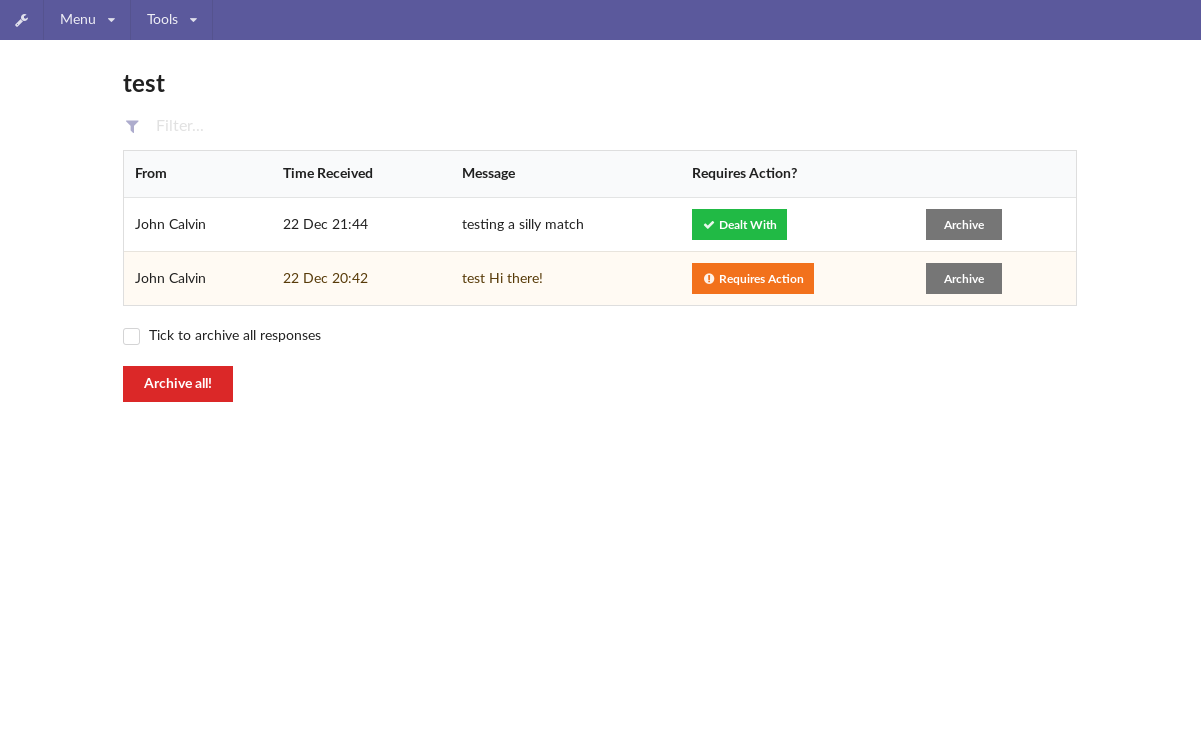 Menu Tools
test
Filter...
From Time Received Message Requires Action?
John Calvin 22 Dec 21:44 testing a silly match Dealt With Archive
John Calvin 22 Dec 20:42 test Hi there! Requires Action Archive
Tick to archive all responses
Archive all!